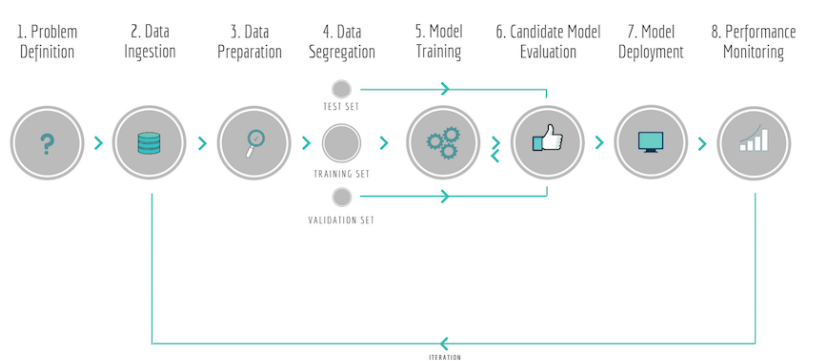 1. Problem
Definition
2. Data
Ingestion
3. Data
Preparation
4. Data
Segregation
5. Model
Training
6. Candidate Model
Evaluation
7. Model
Deployment
8. Performance
Monitoring
TEST SET
?
TRAINING SET
VALIDATION SET
ITERATION